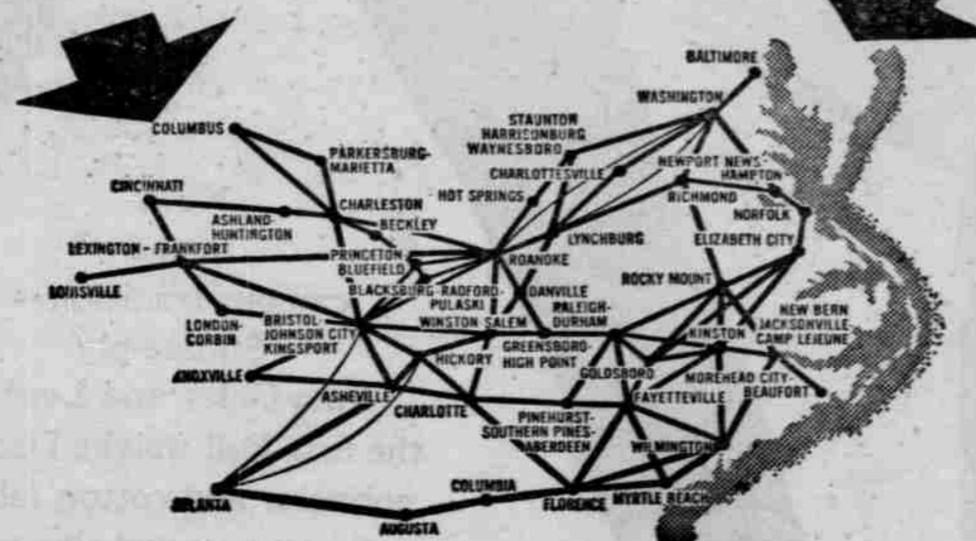 BALTIMORE
WASHINGTON
COLUMBUS
STAUNTON
HARRISONBURG
WAYNESBORO
PARKERSBURG-
MARIETTA
CHARLOTTESVILLE
NEWPORT NEWS-
HAMPTON
CINCINNATI
HOT SPRINGS
RICHMOND
CHARLESTON
ASHLAND-
HUNTINGTON
BECKLEY
NORFOLK
LYNCHBURG
ELIZABETH CITY
LEXINGTON - FRANKFORT
PRINCETON
BLUEFIELD
ROANOKE
LOUISVILLE
BLACKSBURG-RADFORD-
PULASKI
DANVILLE
ROCKY MOUNT
LONDON-
CORBIN
BRISTOL-
JOHNSON CITY
KINGSPORT
WINSTON SALEM
RALEIGH-
DURHAM
NEW BERN
JACKSONVILLE-
CAMP LEJEUNE
KINSTON
GREENSBORO-
HIGH POINT
HICKORY
GOLDSBORO
KNOXVILLE
ASHEVILLE
CHARLOTTE
MOREHEAD CITY-
BEAUFORT
FAYETTEVILLE
PINEHURST-
SOUTHERN PINES-
ABERDEEN
WILMINGTON
ATLANTA
COLUMBIA
FLORENCE
MYRTLE BEACH
AUGUSTA